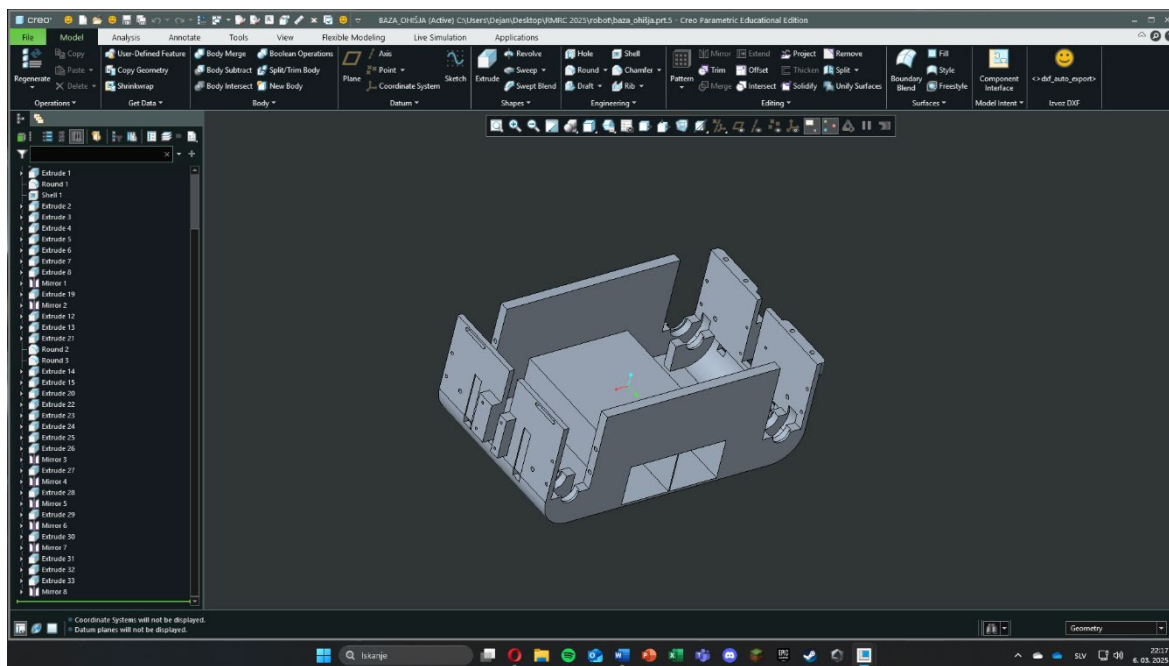 creo
BAZA_OHIŠJA (Active) C:\Users\Dejan\Desktop\RMRC 2025\robot\baza_ohišja.prt.5 - Creo Parametric Educational Edition
File Model Analysis Annotate Tools View Flexible Modeling Live Simulation Applications
Regenerate
Copy
Paste
Delete
Operations
User-Defined Feature
Copy Geometry
Shrinkwrap
Get Data
Body Merge
Boolean Operations
Body Subtract
Split/Trim Body
Body Intersect
New Body
Body
Plane
Axis
Point
Coordinate System
Sketch
Datum
Extrude
Revolve
Sweep
Swept Blend
Shapes
Hole
Shell
Round
Chamfer
Draft
Rib
Engineering
Pattern
Mirror
Extend
Project
Remove
Trim
Offset
Thicken
Split
Merge
Intersect
Solidify
Unify Surfaces
Editing
Boundary Blend
Fill
Style
Freestyle
Surfaces
Component Interface
Model Intent
<> dxf_auto_export>
Izvoz DXF
Extrude 1
Round 1
Shell 1
Extrude 2
Extrude 3
Extrude 4
Extrude 5
Extrude 6
Extrude 7
Extrude 8
Mirror 1
Extrude 19
Mirror 2
Extrude 12
Extrude 13
Extrude 21
Round 2
Round 3
Extrude 14
Extrude 15
Extrude 20
Extrude 22
Extrude 23
Extrude 24
Extrude 25
Extrude 26
Mirror 3
Extrude 27
Mirror 4
Extrude 28
Mirror 5
Extrude 29
Mirror 6
Extrude 30
Mirror 7
Extrude 31
Extrude 32
Extrude 33
Mirror 8
Coordinate Systems will not be displayed.
Datum planes will not be displayed.
Geometry
Iskanje
SLV
22:17
6. 03. 2025